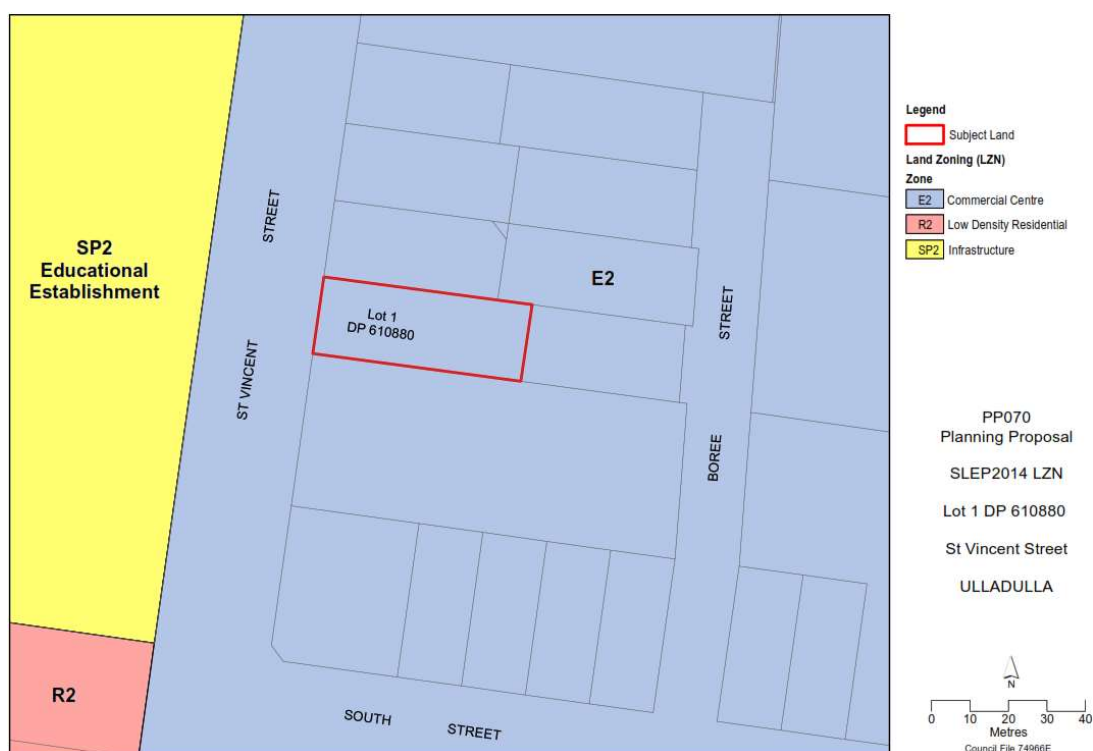 SP2
Educational
Establishment
STREET
ST VINCENT
Lot 1
DP 610880
E2
STREET
BOREE
R2
SOUTH STREET
Legend
Subject Land
Land Zoning (LZN)
Zone
E2 Commercial Centre
R2 Low Density Residential
SP2 Infrastructure
PP070
Planning Proposal
SLEP2014 LZN
Lot 1 DP 610880
St Vincent Street
ULLADULLA
N
0 10 20 30 40
Metres
Council File 74966E